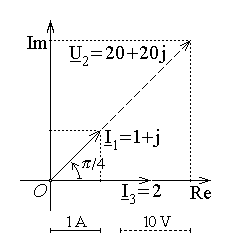 Im
U₂=20+20j
I₁=1+j
π/4
O
I₃=2
Re
1 A
10 V